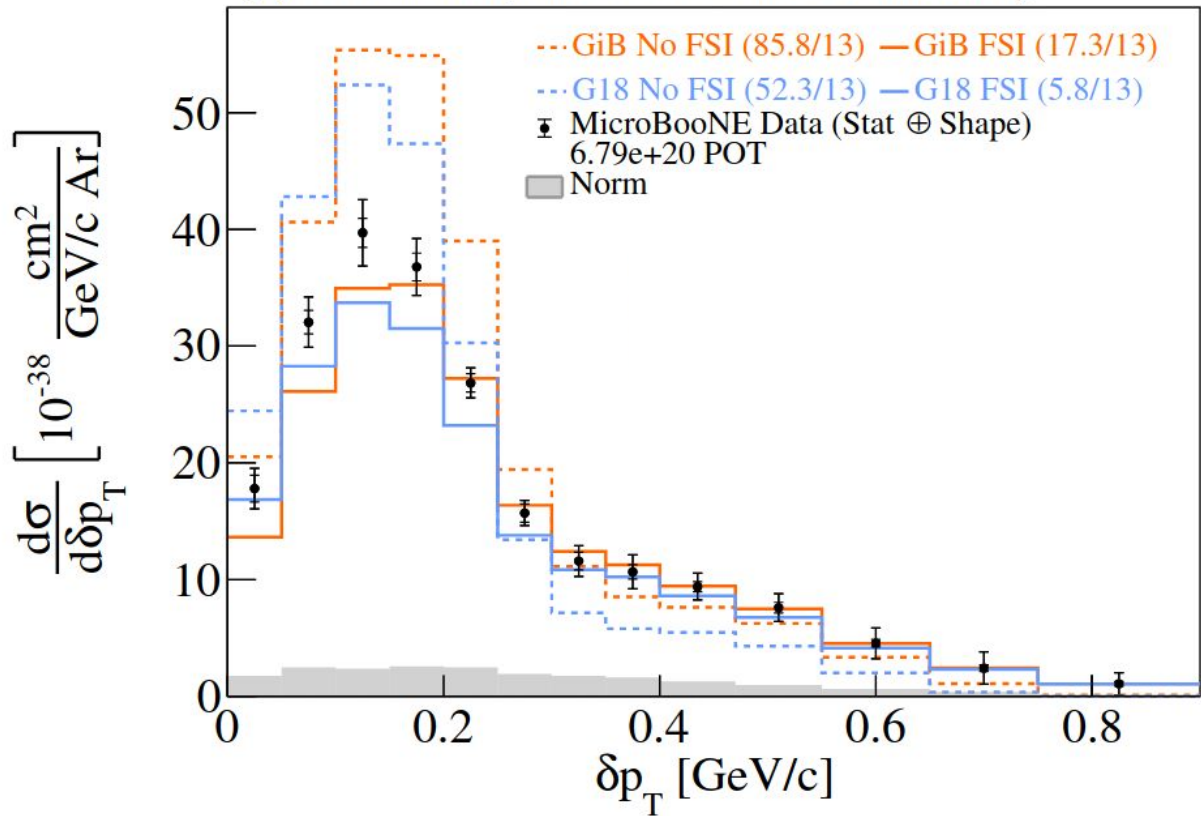 GiB No FSI (85.8/13) GiB FSI (17.3/13)
G18 No FSI (52.3/13) G18 FSI (5.8/13)
MicroBooNE Data (Stat ⊕ Shape)
6.79e+20 POT
Norm
50
40
30
20
10
0
dσ/dδp_T [10^-38 cm^2/(GeV/c Ar)]
0 0.2 0.4 0.6 0.8
δp_T [GeV/c]